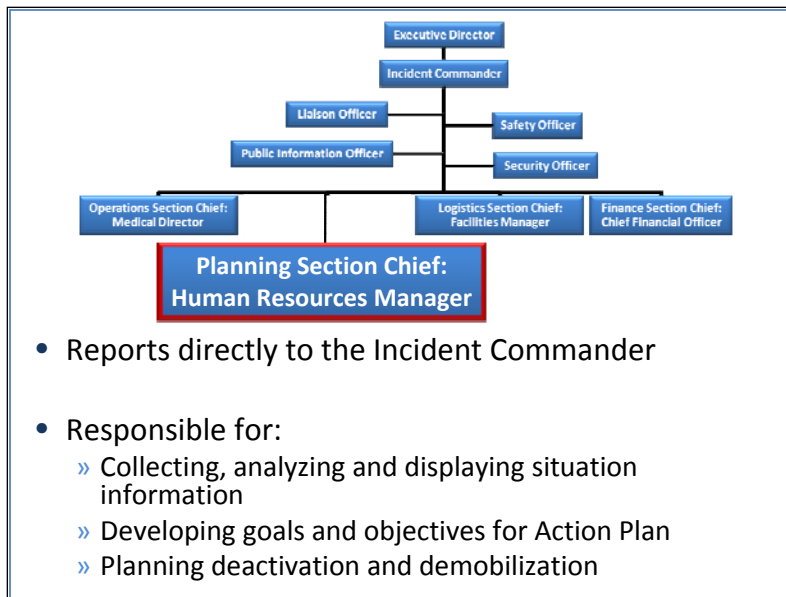 Executive Director
Incident Commander
Liaison Officer
Safety Officer
Public Information Officer
Security Officer
Operations Section Chief:
Medical Director
Logistics Section Chief:
Facilities Manager
Finance Section Chief:
Chief Financial Officer
Planning Section Chief:
Human Resources Manager
• Reports directly to the Incident Commander
• Responsible for:
» Collecting, analyzing and displaying situation
information
» Developing goals and objectives for Action Plan
» Planning deactivation and demobilization